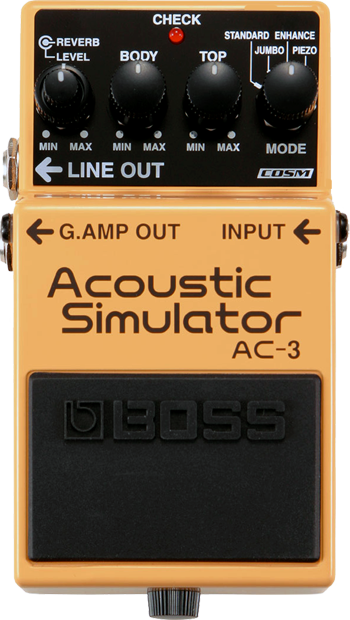 CHECK
REVERB
LEVEL
BODY
TOP
STANDARD ENHANCE
JUMBO PIEZO
MIN MAX MIN MAX MIN MAX
MODE
LINE OUT
COSM
G.AMP OUT INPUT
Acoustic
Simulator
AC-3
BOSS